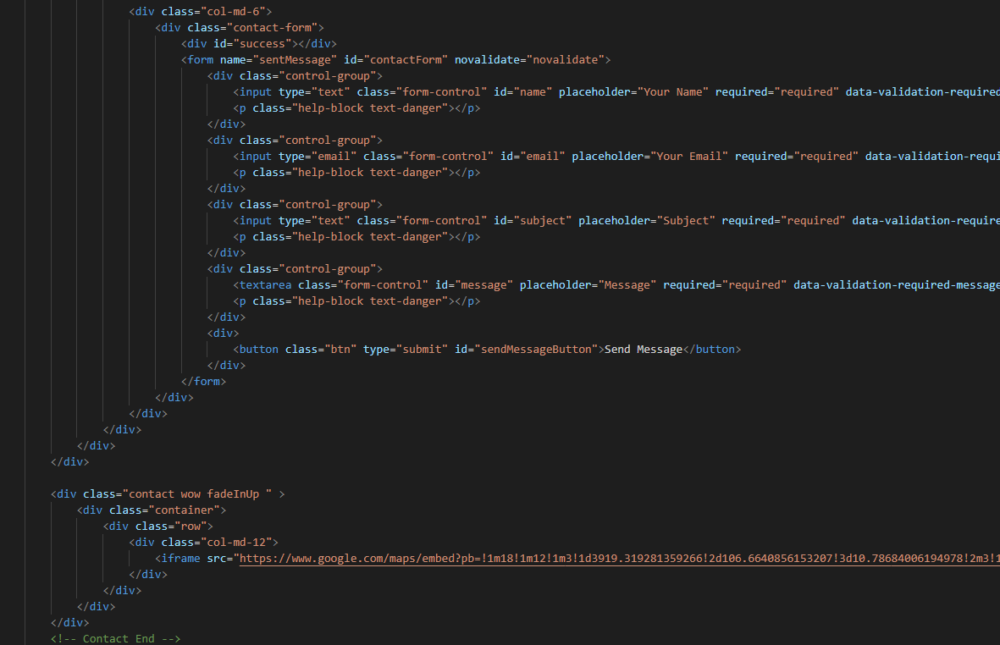 <div class="col-md-6">
<div class="contact-form">
<div id="success"></div>
<form name="sentMessage" id="contactForm" novalidate="novalidate">
<div class="control-group">
<input type="text" class="form-control" id="name" placeholder="Your Name" required="required" data-validation-required
<p class="help-block text-danger"></p>
</div>
<div class="control-group">
<input type="email" class="form-control" id="email" placeholder="Your Email" required="required" data-validation-requi
<p class="help-block text-danger"></p>
</div>
<div class="control-group">
<input type="text" class="form-control" id="subject" placeholder="Subject" required="required" data-validation-require
<p class="help-block text-danger"></p>
</div>
<div class="control-group">
<textarea class="form-control" id="message" placeholder="Message" required="required" data-validation-required-message
<p class="help-block text-danger"></p>
</div>
<div>
<button class="btn" type="submit" id="sendMessageButton">Send Message</button>
</div>
</form>
</div>
</div>
</div>
</div>
</div>
<div class="contact wow fadeInUp " >
<div class="container">
<div class="row">
<div class="col-md-12">
<iframe src="https://www.google.com/maps/embed?pb=!1m18!1m12!1m3!1d3919.319281359266!2d106.6640856153207!3d10.78684006194978!2m3!1
</div>
</div>
</div>
</div>
<!-- Contact End -->